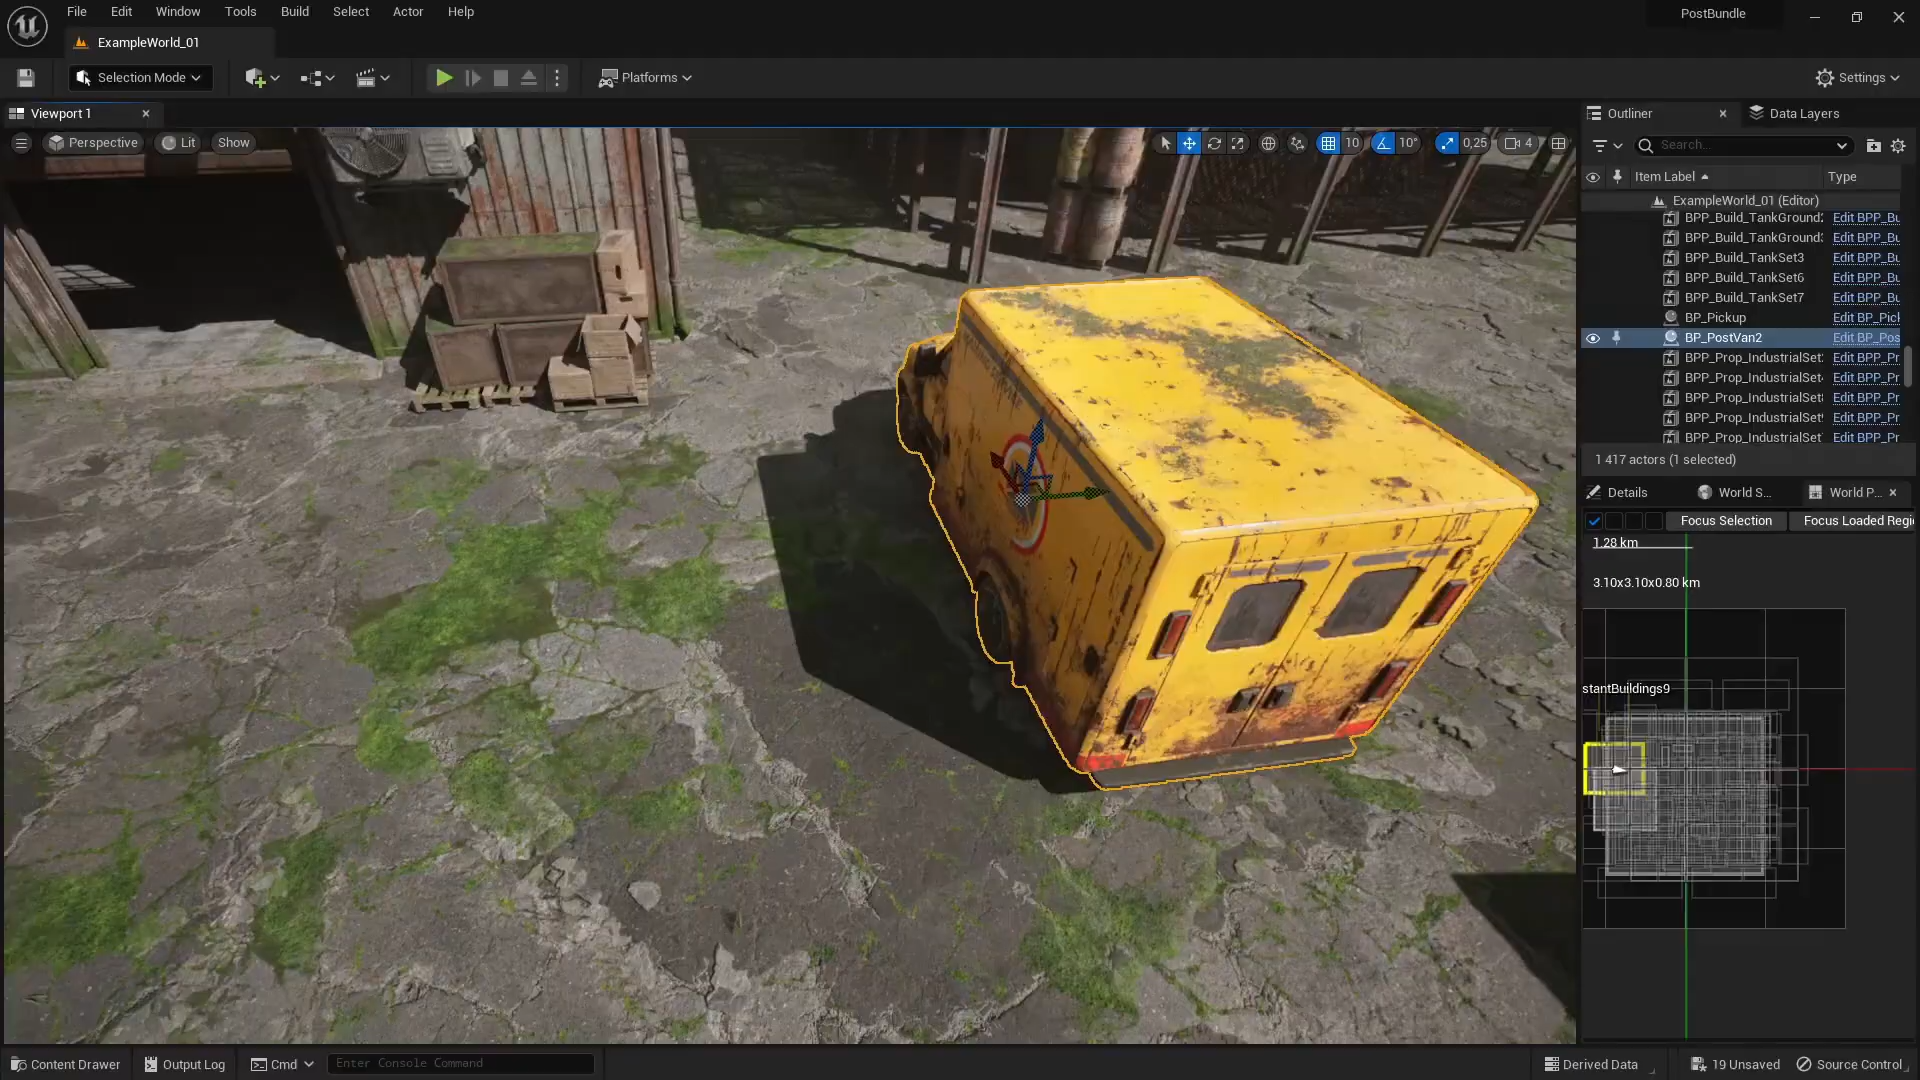 File Edit Window Tools Build Select Actor Help
PostBundle
ExampleWorld_01
Selection Mode
Platforms
Settings
Viewport 1
Outliner
Data Layers
Perspective
Lit
Show
10
10°
0,25
4
Search...
Item Label
Type
ExampleWorld_01 (Editor)
BPP_Build_TankGround2 Edit BPP_Bu
BPP_Build_TankGround Edit BPP_Bu
BPP_Build_TankSet3 Edit BPP_Bu
BPP_Build_TankSet6 Edit BPP_Bu
BPP_Build_TankSet7 Edit BPP_Bu
BP_Pickup Edit BP_Pick
BP_PostVan2 Edit BP_Pos
BPP_Prop_IndustrialSet Edit BPP_Pr
BPP_Prop_IndustrialSet Edit BPP_Pr
BPP_Prop_IndustrialSet Edit BPP_Pr
BPP_Prop_IndustrialSet Edit BPP_Pr
BPP_Prop_IndustrialSet Edit BPP_Pr
1 417 actors (1 selected)
Details
World S...
World P...
Focus Selection
Focus Loaded Regi
1.28 km
3.10x3.10x0.80 km
stantBuildings9
Content Drawer
Output Log
Cmd
Enter Console Command
Derived Data
19 Unsaved
Source Control